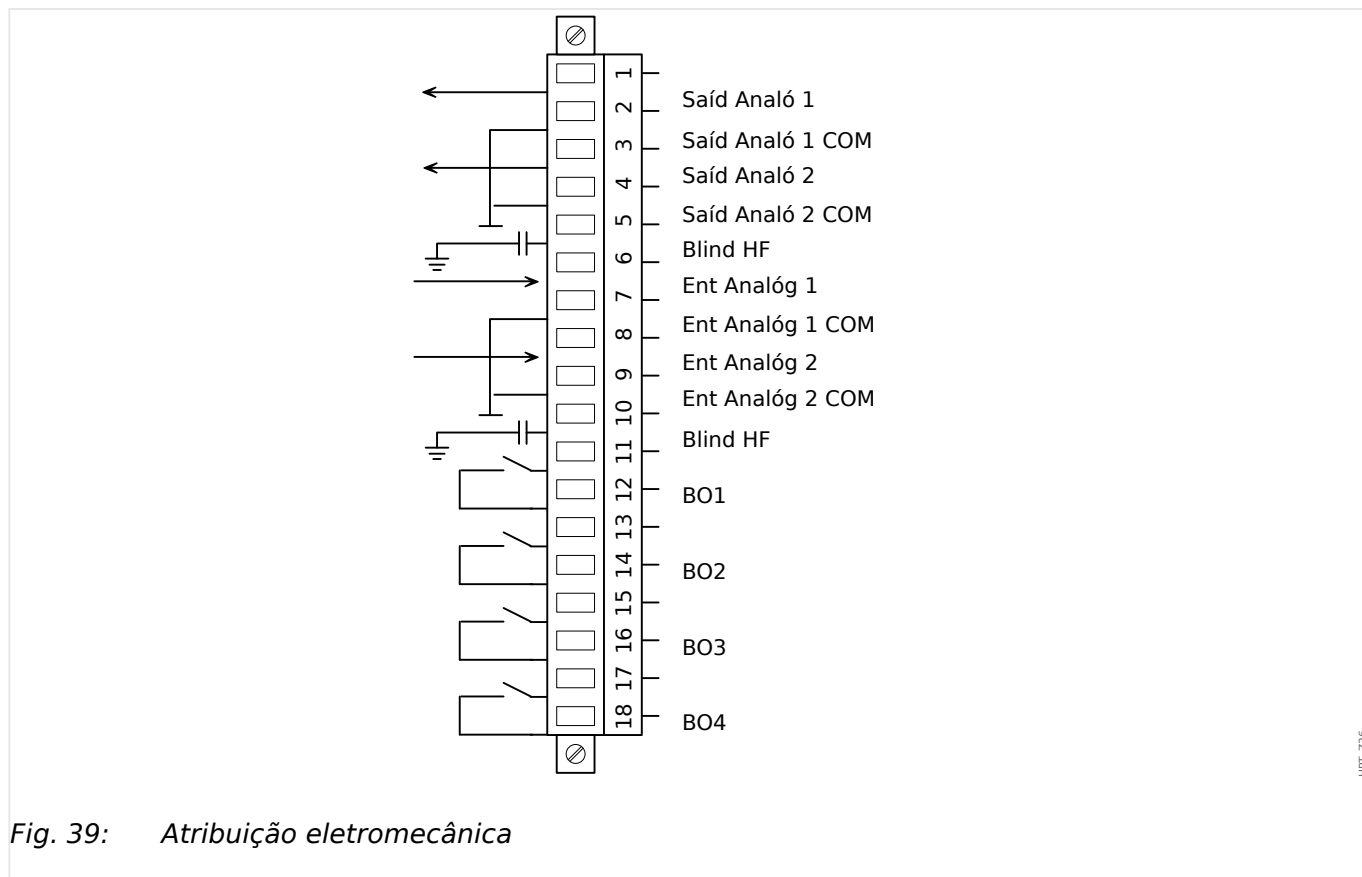 1
2
3
4
5
6
7
8
9
10
11
12
13
14
15
16
17
18
Saíd Analó 1
Saíd Analó 1 COM
Saíd Analó 2
Saíd Analó 2 COM
Blind HF
Ent Analóg 1
Ent Analóg 1 COM
Ent Analóg 2
Ent Analóg 2 COM
Blind HF
BO1
BO2
BO3
BO4
Fig. 39: Atribuição eletromecânica